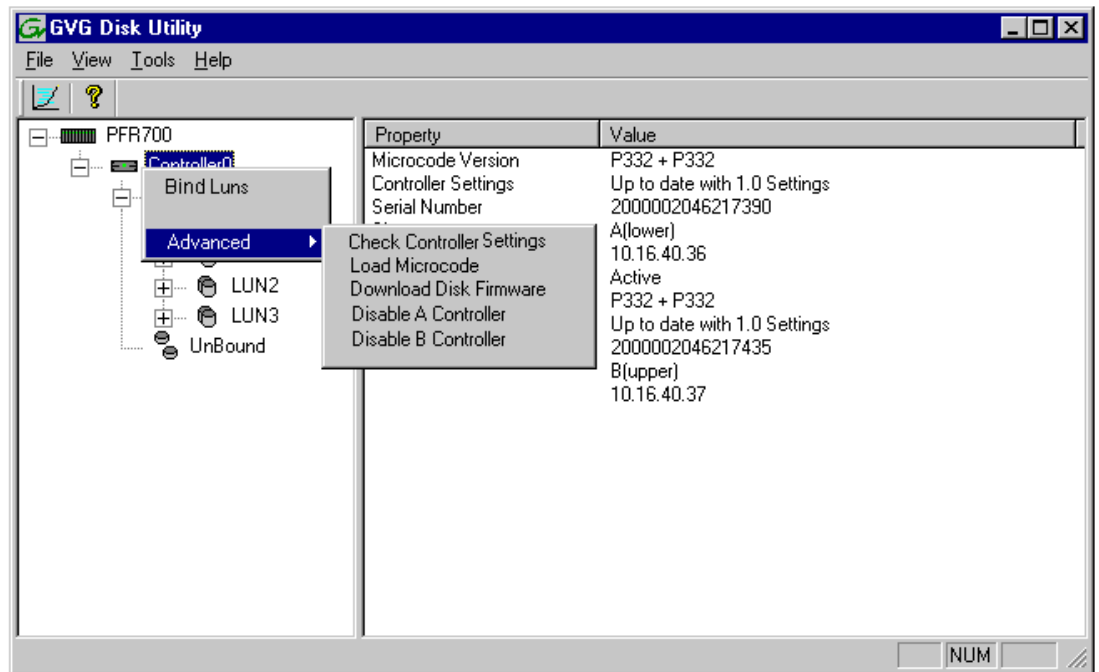 GVG Disk Utility
File View Tools Help
PFR700
Controller0
Bind Luns
Advanced
Check Controller Settings
Load Microcode
Download Disk Firmware
Disable A Controller
Disable B Controller
LUN2
LUN3
UnBound
Property Value
Microcode Version P332 + P332
Controller Settings Up to date with 1.0 Settings
Serial Number 2000002046217390
A(lower)
10.16.40.36
Active
P332 + P332
Up to date with 1.0 Settings
2000002046217435
B(upper)
10.16.40.37
NUM